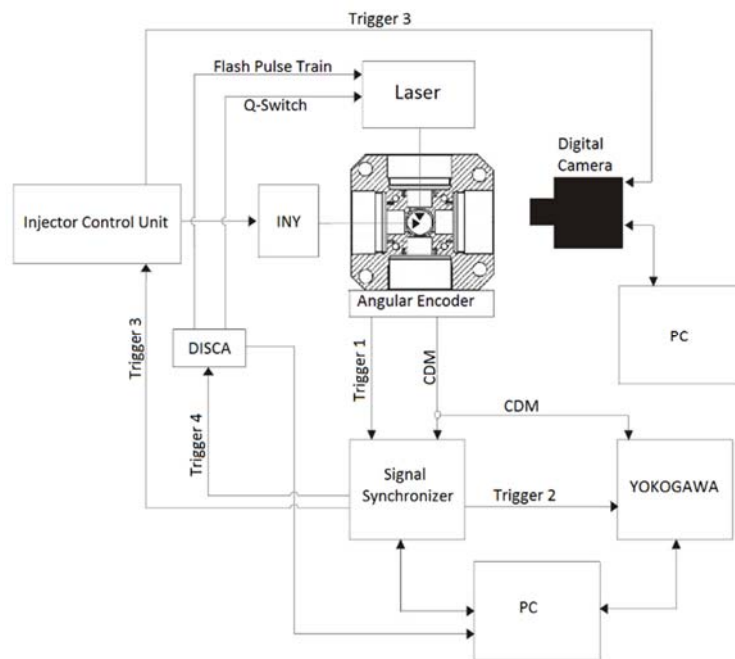 Trigger 3
Flash Pulse Train
Laser
Q-Switch
Digital
Camera
Injector Control Unit
INY
Angular Encoder
PC
Trigger 3
DISCA
Trigger 1
CDM
CDM
Trigger 4
Signal
Synchronizer
Trigger 2
YOKOGAWA
PC